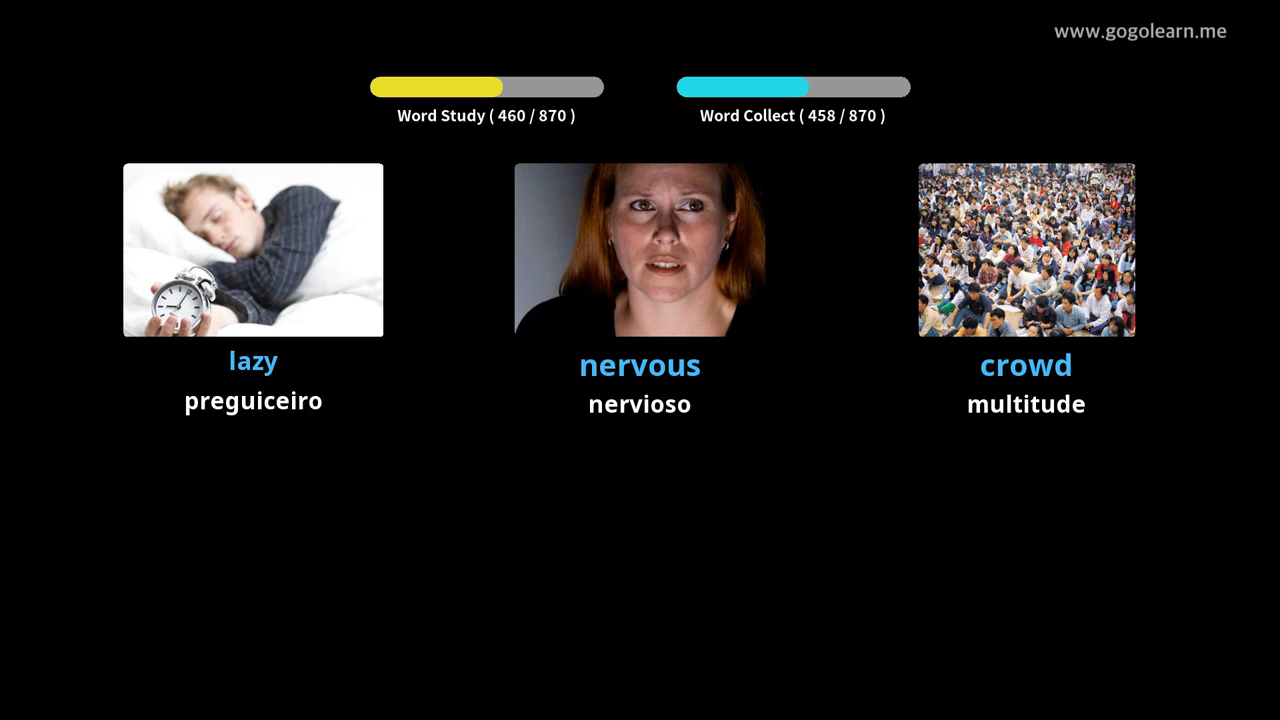 www.gogolearn.me
Word Study ( 460 / 870 )
Word Collect ( 458 / 870 )
lazy
preguiceiro
nervous
nervioso
crowd
multitude